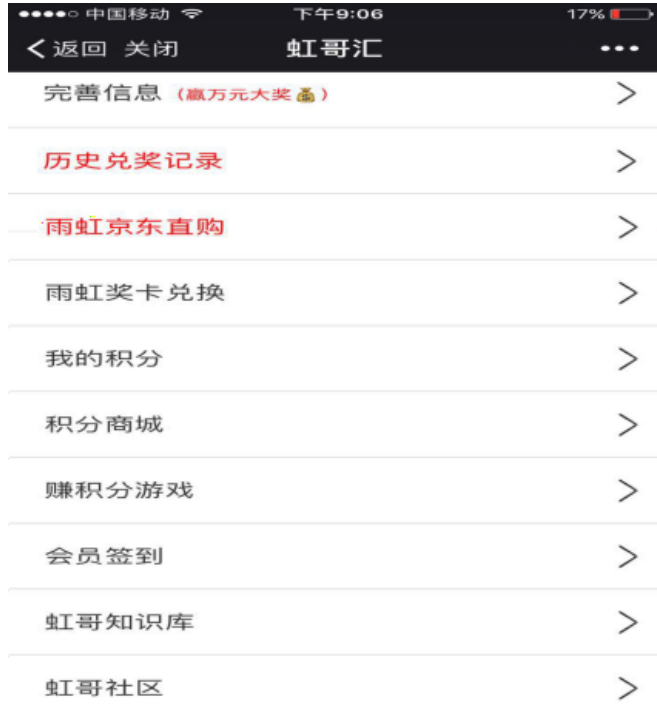 中国移动 下午9:06 17%
返回 关闭 虹哥汇
完善信息（赢万元大奖💰）
历史兑奖记录
雨虹京东直购
雨虹奖卡兑换
我的积分
积分商城
赚积分游戏
会员签到
虹哥知识库
虹哥社区